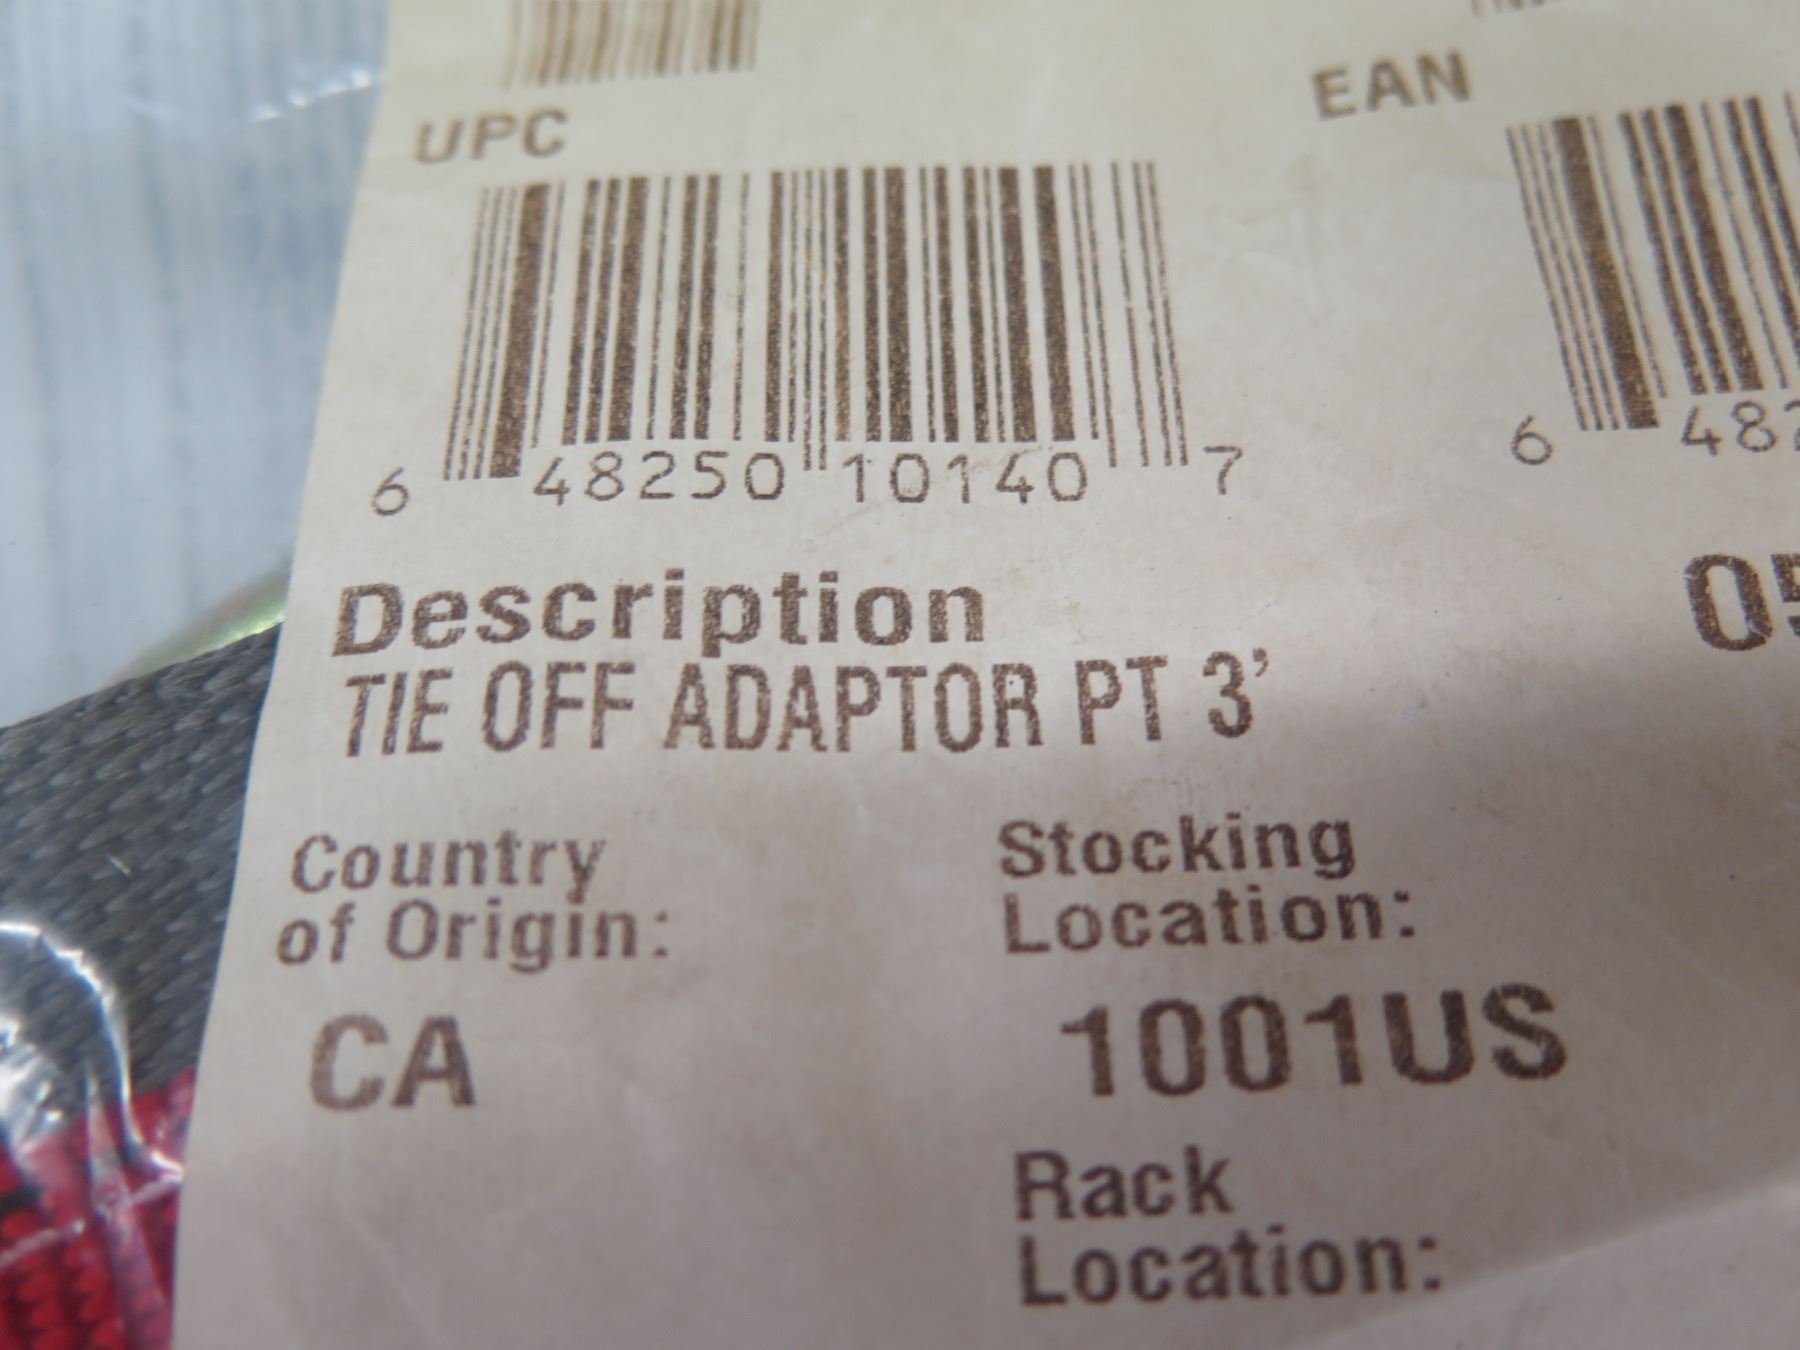 UPC
EAN
6 48250 10140 7
6 48
Description
05
TIE OFF ADAPTOR PT 3'
Country
of Origin:
Stocking
Location:
CA
1001US
Rack
Location: